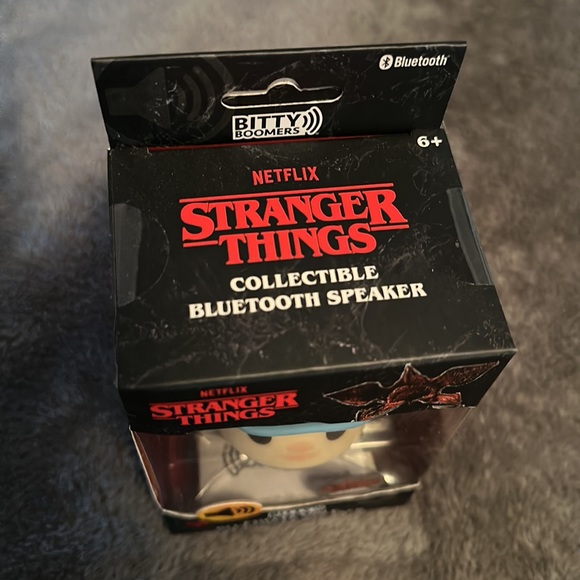 Bluetooth
BITTY
BOOMERS
6+
NETFLIX
STRANGER
THINGS
COLLECTIBLE
BLUETOOTH SPEAKER
NETFLIX
STRANGER
THINGS